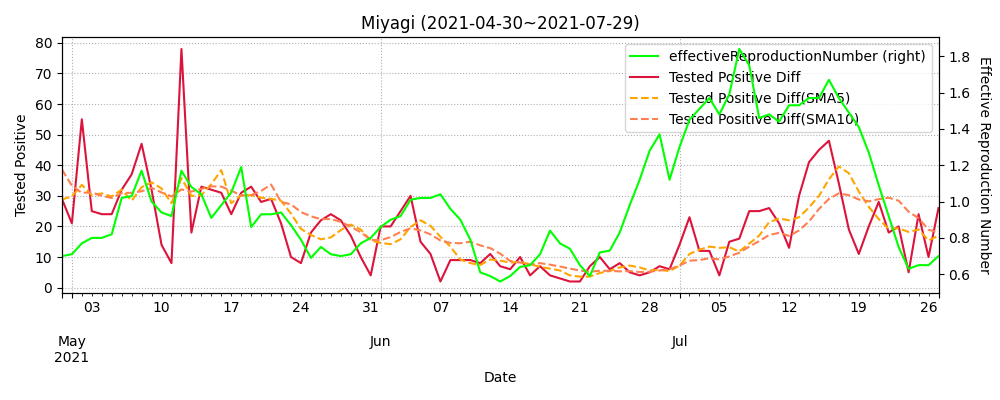 Miyagi (2021-04-30~2021-07-29)
effectiveReproductionNumber (right)
Tested Positive Diff
Tested Positive Diff(SMA5)
Tested Positive Diff(SMA10)
Tested Positive
80
70
60
50
40
30
20
10
0
Effective Reproduction Number
1.8
1.6
1.4
1.2
1.0
0.8
0.6
03 10 17 24 31 07 14 21 28 05 12 19 26
May Jun Jul
2021
Date